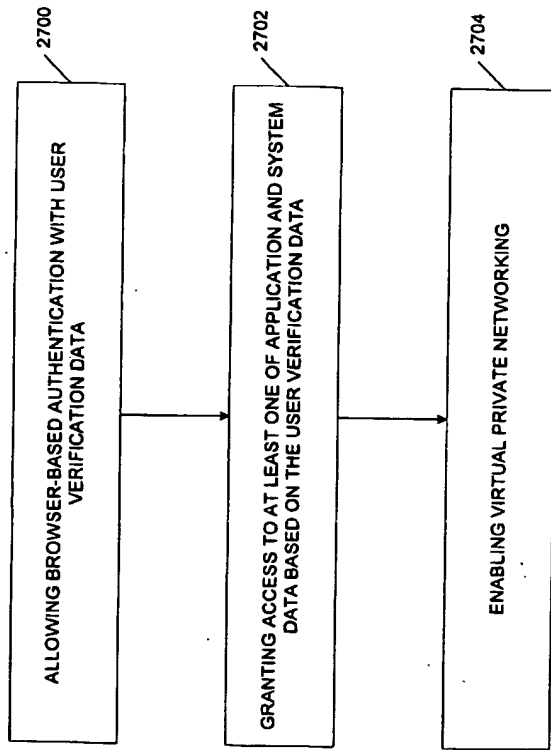 2700
ALLOWING BROWSER-BASED AUTHENTICATION WITH USER
VERIFICATION DATA
2702
GRANTING ACCESS TO AT LEAST ONE OF APPLICATION AND SYSTEM
DATA BASED ON THE USER VERIFICATION DATA
2704
ENABLING VIRTUAL PRIVATE NETWORKING